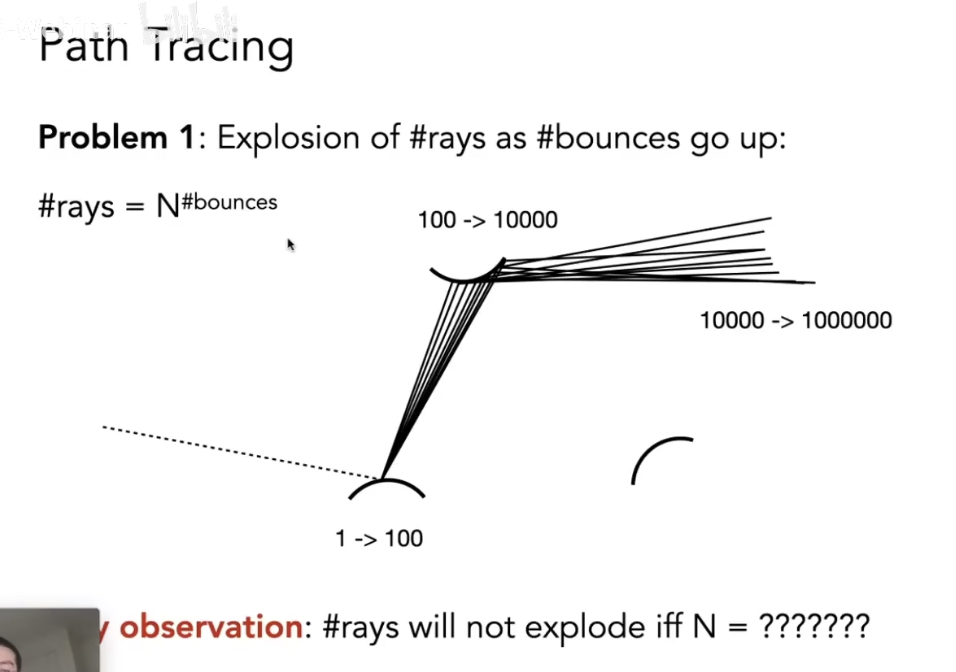 Path Tracing
Problem 1: Explosion of #rays as #bounces go up:
#rays = N#bounces
100 -> 10000
10000 -> 1000000
1 -> 100
observation: #rays will not explode iff N = ???????